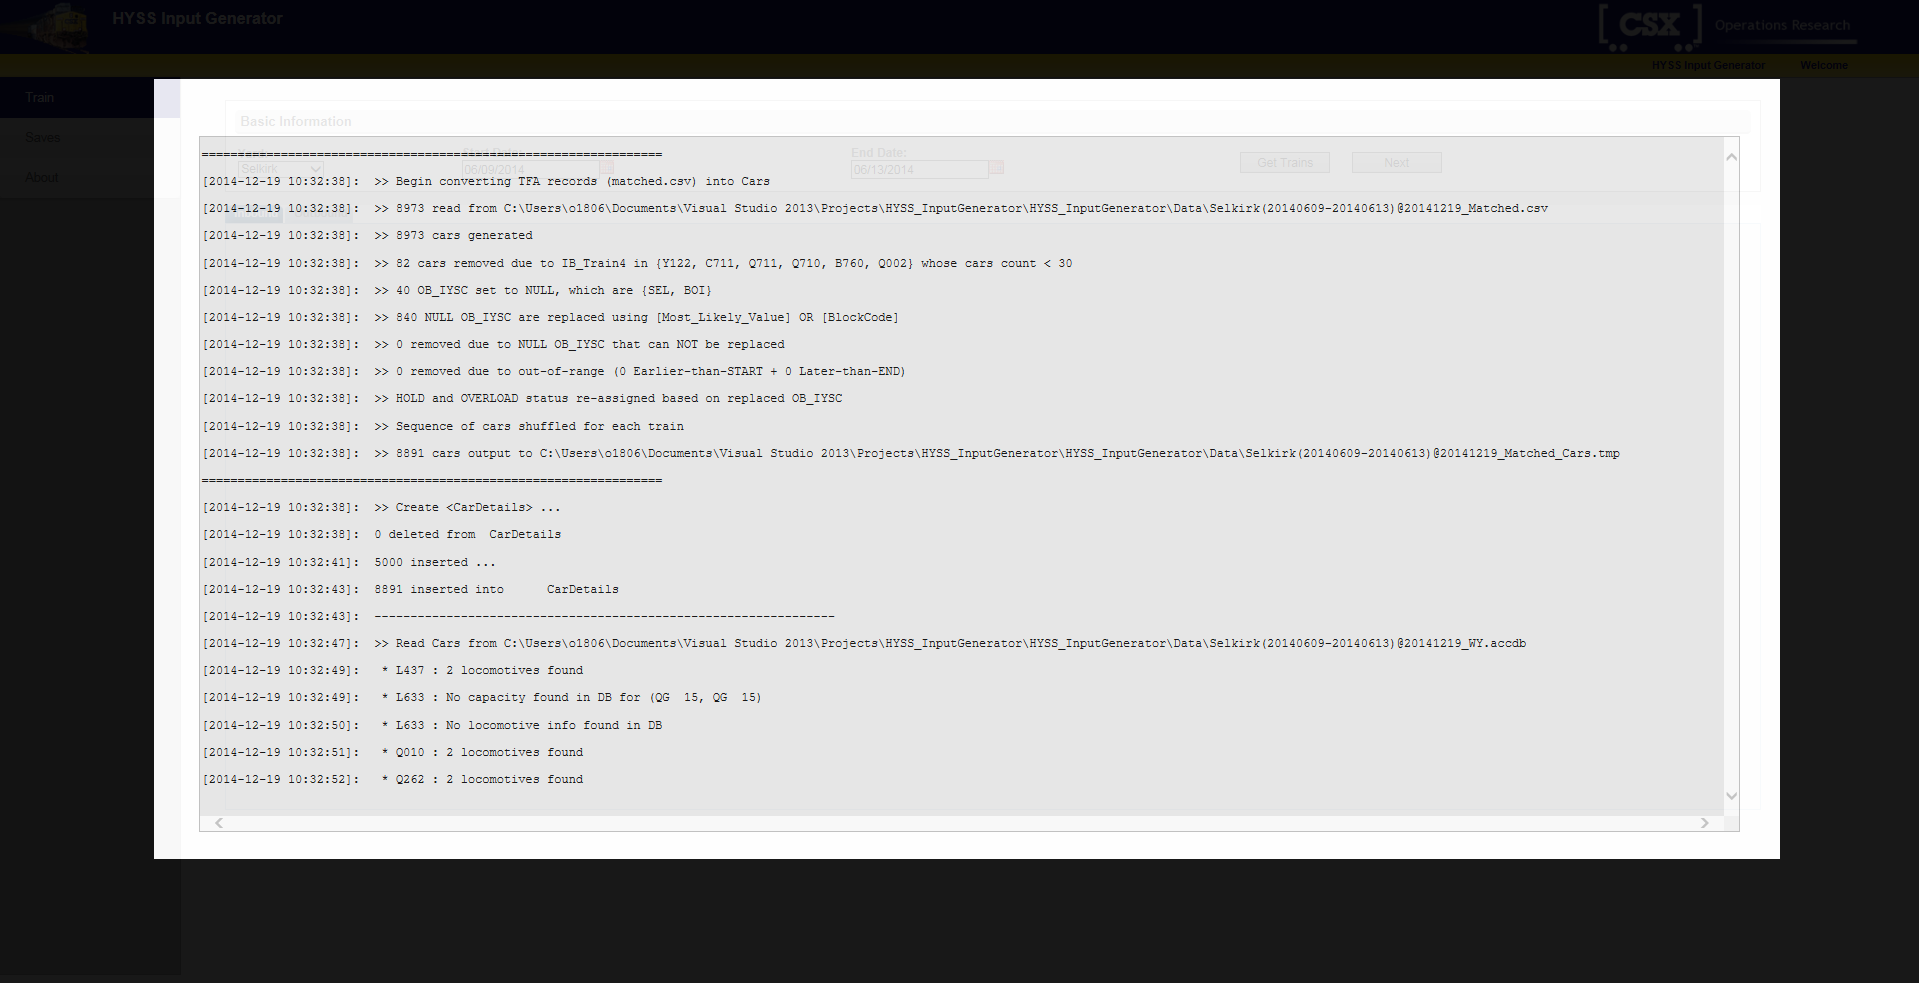 HYSS Input Generator
CSX Operations Research
HYSS Input Generator Welcome
Train
Saves
About
Basic Information
Yard: Start Date: End Date:
Selkirk 06/09/2014 06/13/2014 Get Trains Next
================================================================
[2014-12-19 10:32:38]: >> Begin converting TFA records (matched.csv) into Cars
[2014-12-19 10:32:38]: >> 8973 read from C:\Users\o1806\Documents\Visual Studio 2013\Projects\HYSS_InputGenerator\HYSS_InputGenerator\Data\Selkirk(20140609-20140613)@20141219_Matched.csv
[2014-12-19 10:32:38]: >> 8973 cars generated
[2014-12-19 10:32:38]: >> 82 cars removed due to IB_Train4 in {Y122, C711, Q711, Q710, B760, Q002} whose cars count < 30
[2014-12-19 10:32:38]: >> 40 OB_IYSC set to NULL, which are {SEL, BOI}
[2014-12-19 10:32:38]: >> 840 NULL OB_IYSC are replaced using [Most_Likely_Value] OR [BlockCode]
[2014-12-19 10:32:38]: >> 0 removed due to NULL OB_IYSC that can NOT be replaced
[2014-12-19 10:32:38]: >> 0 removed due to out-of-range (0 Earlier-than-START + 0 Later-than-END)
[2014-12-19 10:32:38]: >> HOLD and OVERLOAD status re-assigned based on replaced OB_IYSC
[2014-12-19 10:32:38]: >> Sequence of cars shuffled for each train
[2014-12-19 10:32:38]: >> 8891 cars output to C:\Users\o1806\Documents\Visual Studio 2013\Projects\HYSS_InputGenerator\HYSS_InputGenerator\Data\Selkirk(20140609-20140613)@20141219_Matched_Cars.tmp
================================================================
[2014-12-19 10:32:38]: >> Create <CarDetails> ...
[2014-12-19 10:32:38]: 0 deleted from CarDetails
[2014-12-19 10:32:41]: 5000 inserted ...
[2014-12-19 10:32:43]: 8891 inserted into CarDetails
[2014-12-19 10:32:43]: ----------------------------------------------------------------
[2014-12-19 10:32:47]: >> Read Cars from C:\Users\o1806\Documents\Visual Studio 2013\Projects\HYSS_InputGenerator\HYSS_InputGenerator\Data\Selkirk(20140609-20140613)@20141219_WY.accdb
[2014-12-19 10:32:49]: * L437 : 2 locomotives found
[2014-12-19 10:32:49]: * L633 : No capacity found in DB for (QG 15, QG 15)
[2014-12-19 10:32:50]: * L633 : No locomotive info found in DB
[2014-12-19 10:32:51]: * Q010 : 2 locomotives found
[2014-12-19 10:32:52]: * Q262 : 2 locomotives found